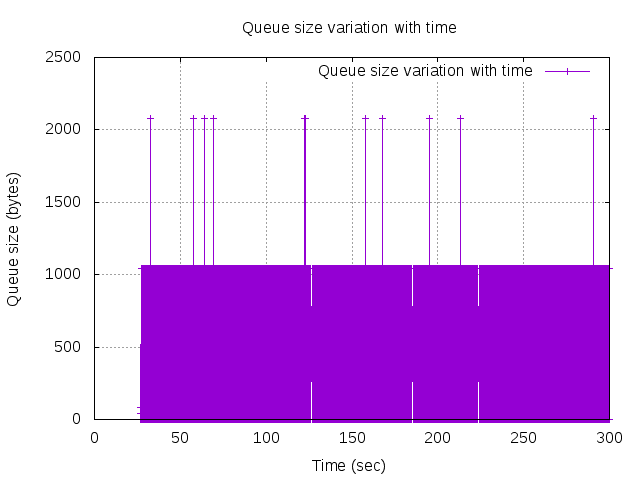 Queue size variation with time
Queue size variation with time
2500
2000
1500
1000
500
0
Queue size (bytes)
0 50 100 150 200 250 300
Time (sec)